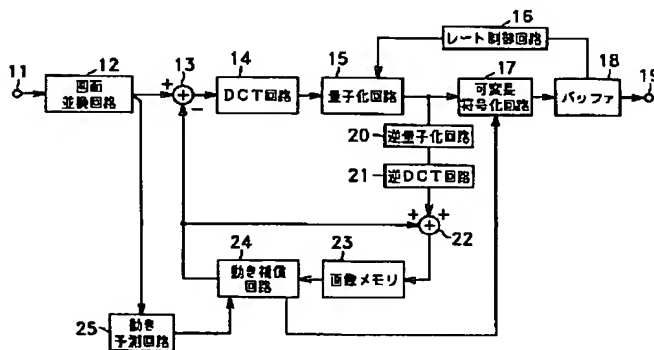 16
レート制御回路
11
12
画面
並換回路
+
13
+
−
14
DCT回路
15
量子化回路
17
可変長
符号化回路
18
バッファ
19
20
逆量子化回路
21
逆DCT回路
+
+
+
22
24
動き補償
回路
23
画像メモリ
25
動き
予測回路